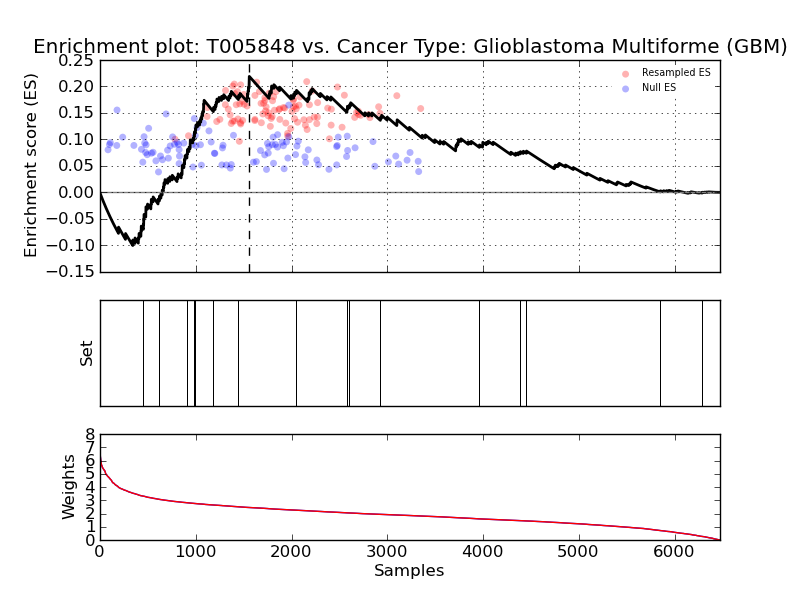 Enrichment plot: T005848 vs. Cancer Type: Glioblastoma Multiforme (GBM)
Enrichment score (ES)
0.25
0.20
0.15
0.10
0.05
0.00
−0.05
−0.10
−0.15
Resampled ES
Null ES
Set
Weights
8
7
6
5
4
3
2
1
0
0 1000 2000 3000 4000 5000 6000
Samples